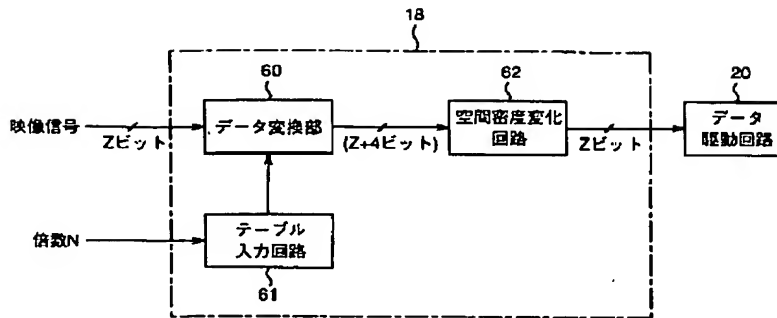 18
60
62
20
映像信号
Zビット
データ変換部
(Z+4ビット)
空間密度変化
回路
Zビット
データ
駆動回路
倍数N
テーブル
入力回路
61